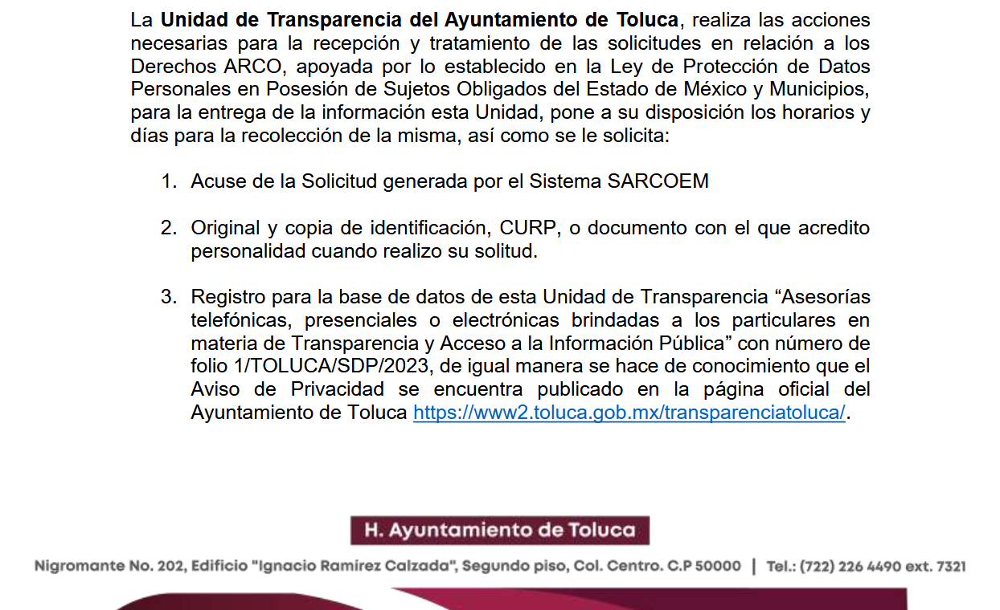 La Unidad de Transparencia del Ayuntamiento de Toluca, realiza las acciones
necesarias para la recepción y tratamiento de las solicitudes en relación a los
Derechos ARCO, apoyada por lo establecido en la Ley de Protección de Datos
Personales en Posesión de Sujetos Obligados del Estado de México y Municipios,
para la entrega de la información esta Unidad, pone a su disposición los horarios y
días para la recolección de la misma, así como se le solicita:
1. Acuse de la Solicitud generada por el Sistema SARCOEM
2. Original y copia de identificación, CURP, o documento con el que acredito
personalidad cuando realizo su solitud.
3. Registro para la base de datos de esta Unidad de Transparencia “Asesorías
telefónicas, presenciales o electrónicas brindadas a los particulares en
materia de Transparencia y Acceso a la Información Pública” con número de
folio 1/TOLUCA/SDP/2023, de igual manera se hace de conocimiento que el
Aviso de Privacidad se encuentra publicado en la página oficial del
Ayuntamiento de Toluca https://www2.toluca.gob.mx/transparenciatoluca/.
H. Ayuntamiento de Toluca
Nigromante No. 202, Edificio "Ignacio Ramírez Calzada", Segundo piso, Col. Centro. C.P 50000 | Tel.: (722) 226 4490 ext. 7321